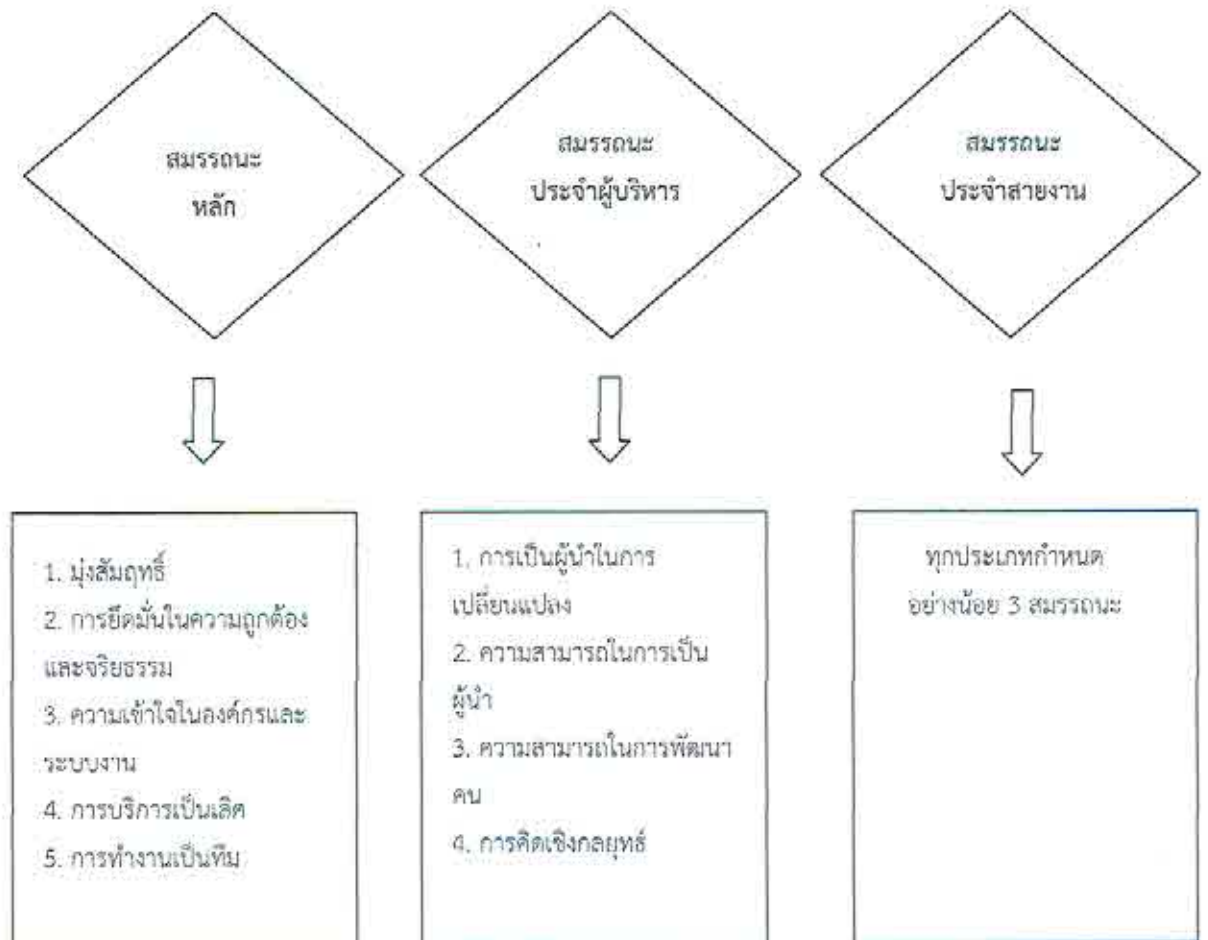 สมรรถนะ
หลัก
สมรรถนะ
ประจำผู้บริหาร
สมรรถนะ
ประจำสายงาน
1. มุ่งสัมฤทธิ์
2. การยึดมั่นในความถูกต้อง
และจริยธรรม
3. ความเข้าใจในองค์กรและ
ระบบงาน
4. การบริการเป็นเลิศ
5. การทำงานเป็นทีม
1. การเป็นผู้นำในการ
เปลี่ยนแปลง
2. ความสามารถในการเป็น
ผู้นำ
3. ความสามารถในการพัฒนา
คน
4. การคิดเชิงกลยุทธ์
ทุกประเภทกำหนด
อย่างน้อย 3 สมรรถนะ